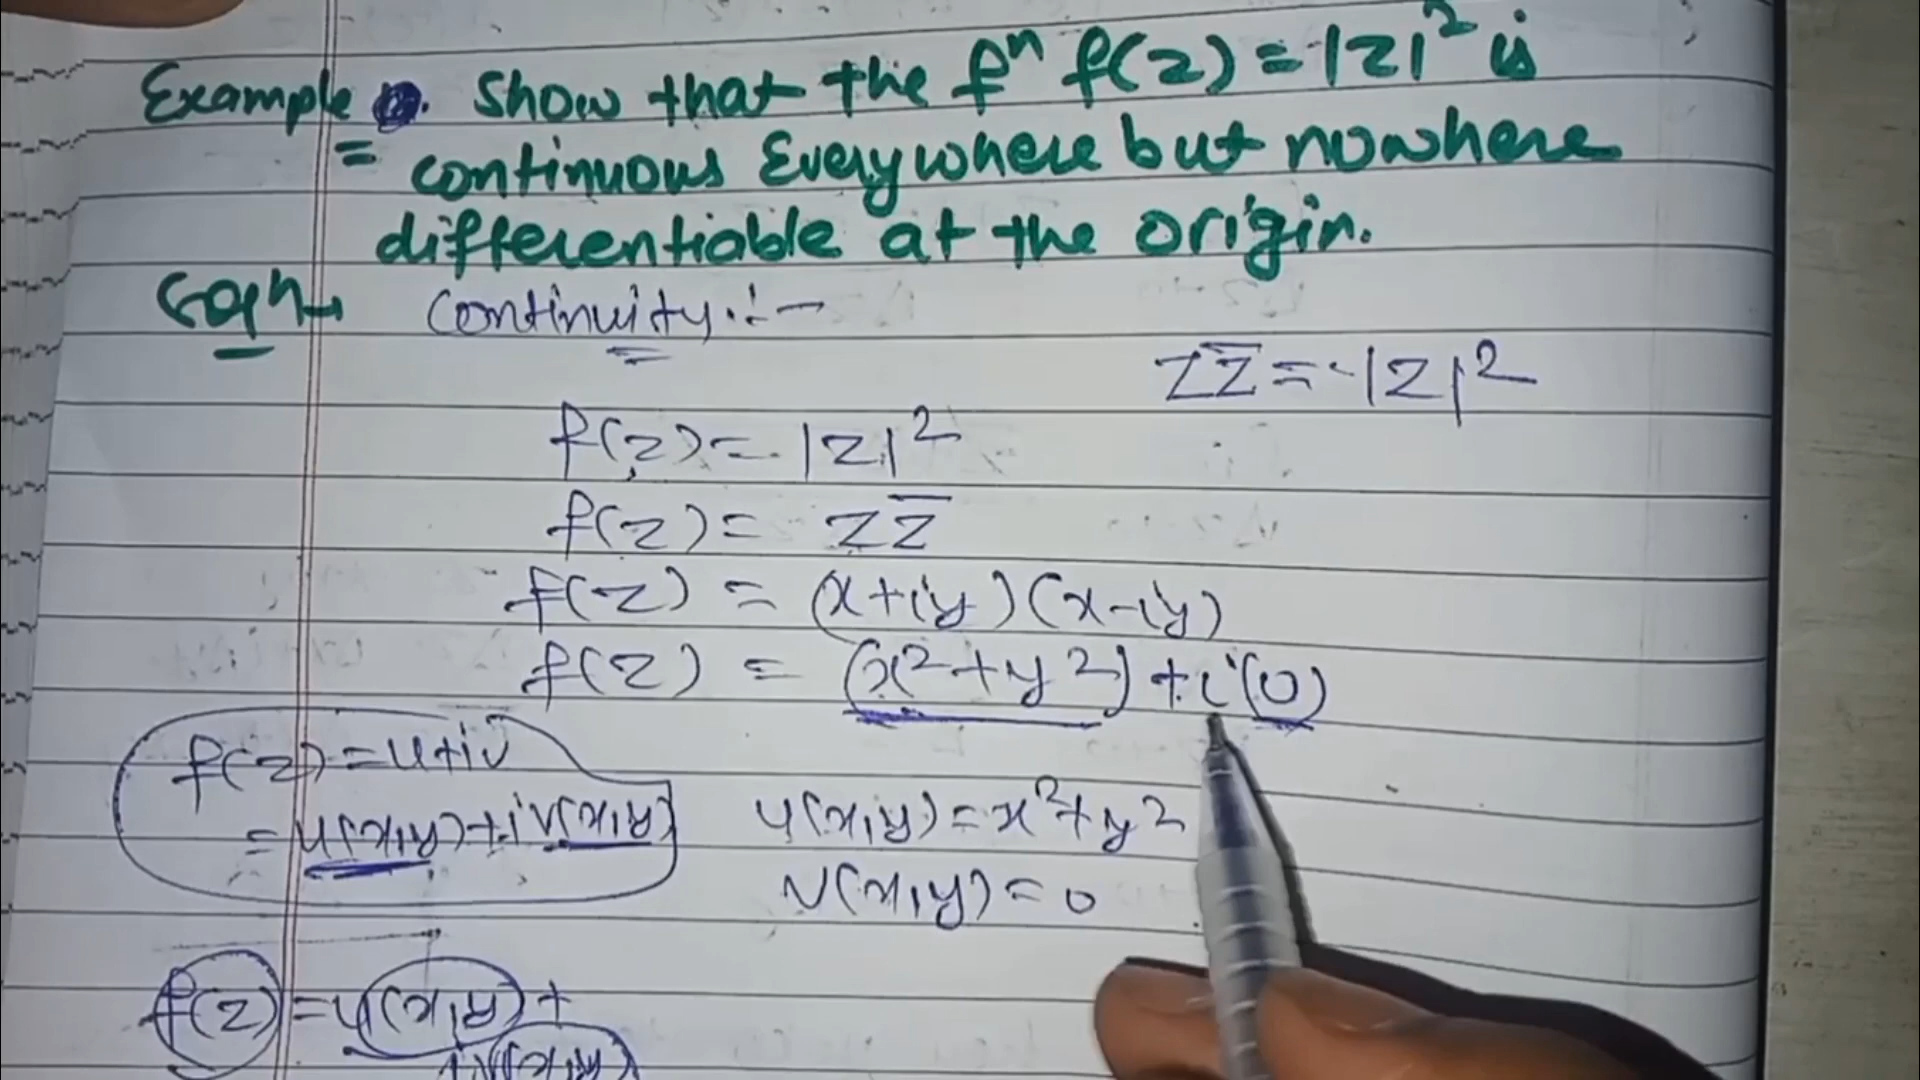 Example. Show that the fⁿ f(z) = |z|² is
= continuous Everywhere but nowhere
differentiable at the origin.
Soln→ Continuity :-
z z̅ = |z|²
f(z) = |z|²
f(z) = z z̅
f(z) = (x+iy)(x-iy)
f(z) = (x²+y²) + i(0)
f(z) = u+iv
= u(x,y)+iv(x,y)
u(x,y) = x²+y²
v(x,y) = 0
f(z) = u(x,y) +
iv(x,y)